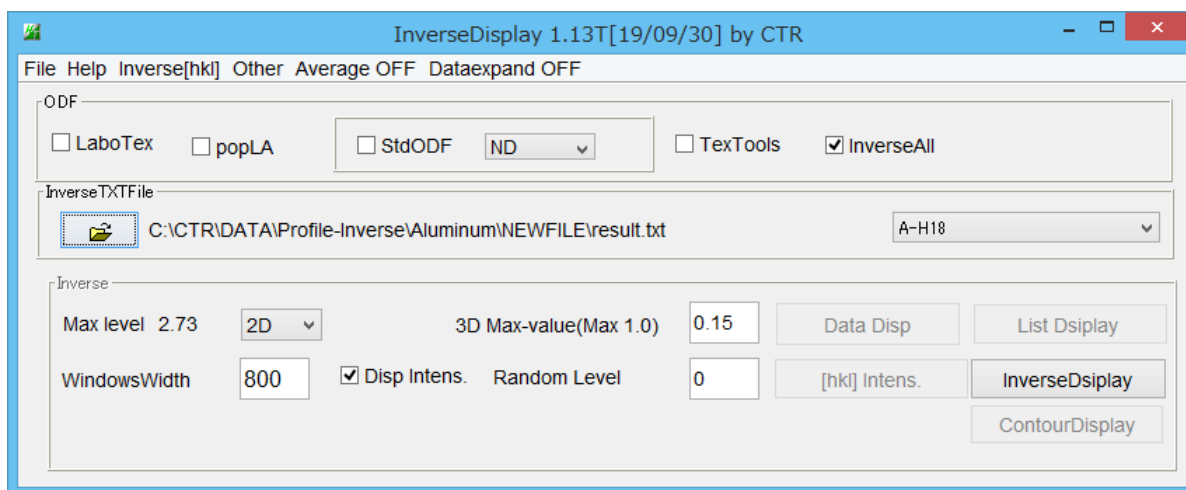 InverseDisplay 1.13T[19/09/30] by CTR
File Help Inverse[hkl] Other Average OFF Dataexpand OFF
ODF
LaboTex popLA StdODF ND TexTools InverseAll
InverseTXTFile
C:\CTR\DATA\Profile-Inverse\Aluminum\NEWFILE\result.txt A-H18
Inverse
Max level 2.73 2D 3D Max-value(Max 1.0) 0.15 Data Disp List Dsiplay
WindowsWidth 800 Disp Intens. Random Level 0 [hkl] Intens. InverseDsiplay
ContourDisplay